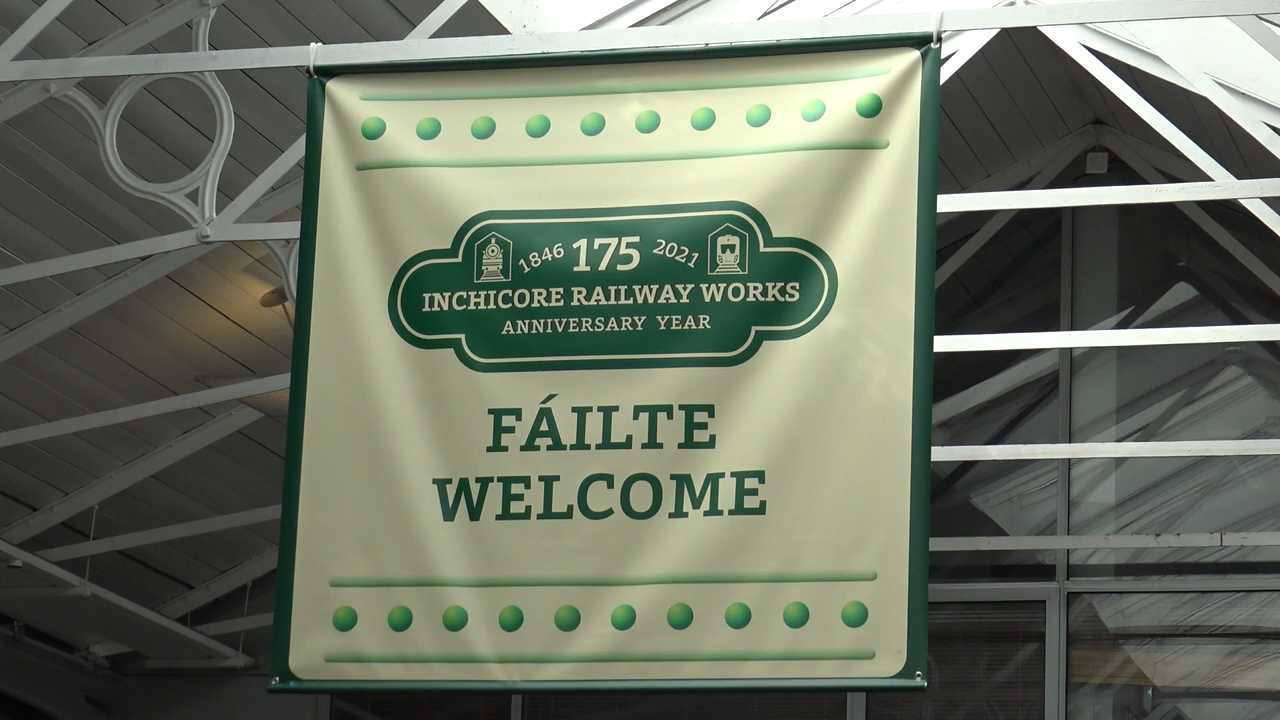 1846 175 2021
INCHICORE RAILWAY WORKS
ANNIVERSARY YEAR
FÁILTE
WELCOME